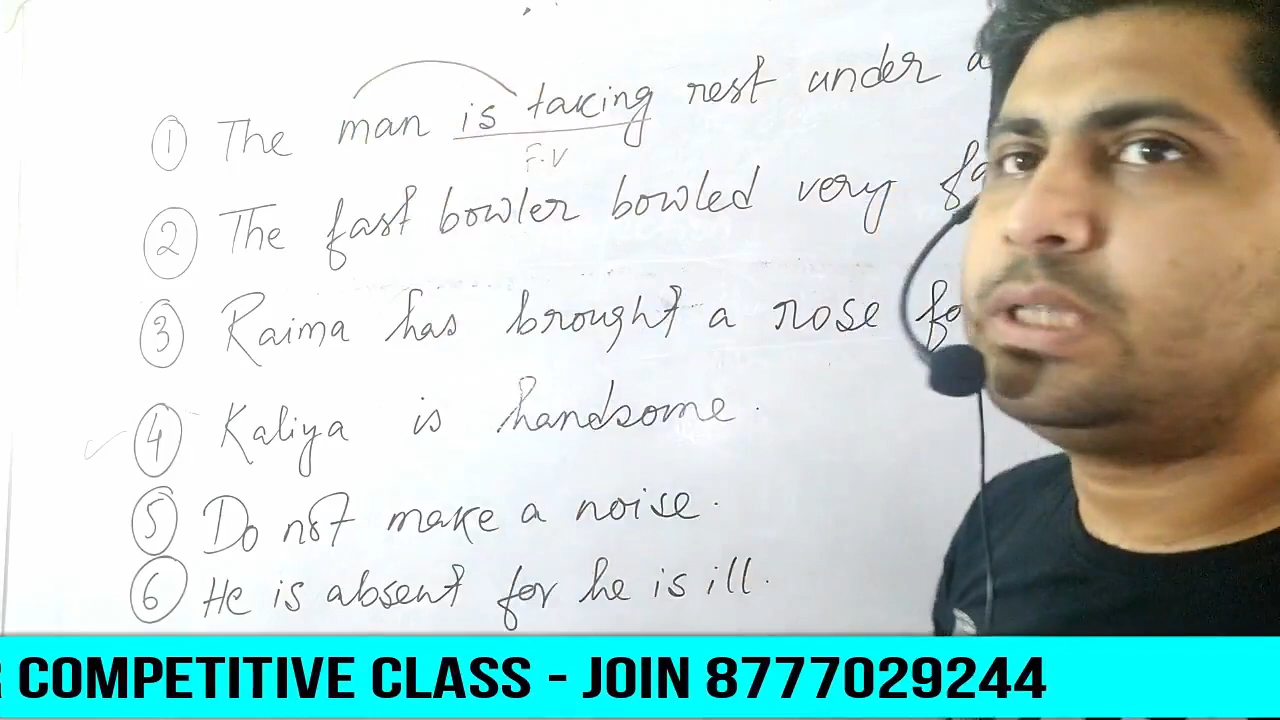 ① The man is taking rest under a
F.V
② The fast bowler bowled very fa
③ Raima has brought a rose fo
④ Kaliya is handsome.
⑤ Do not make a noise.
⑥ He is absent for he is ill.
COMPETITIVE CLASS - JOIN 8777029244